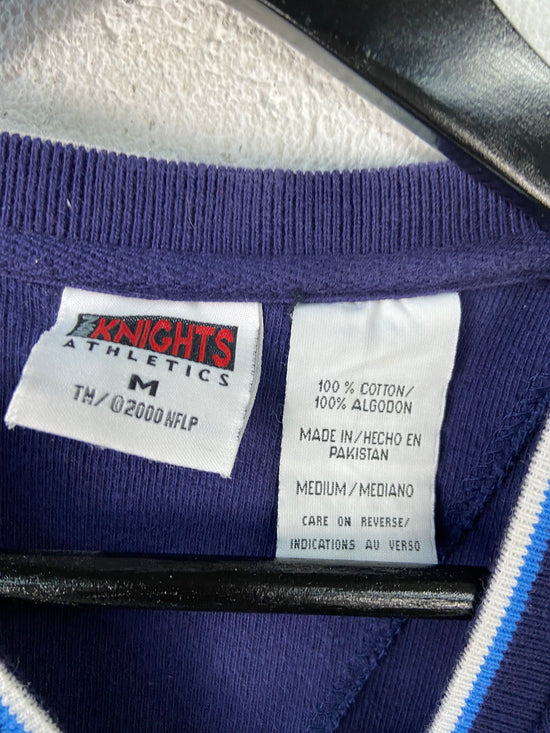 KNIGHTS
ATHLETICS
M
TM/©2000 NFLP
100 % COTTON/
100% ALGODON
MADE IN/HECHO EN
PAKISTAN
MEDIUM/MEDIANO
CARE ON REVERSE/
INDICATIONS AU VERSO